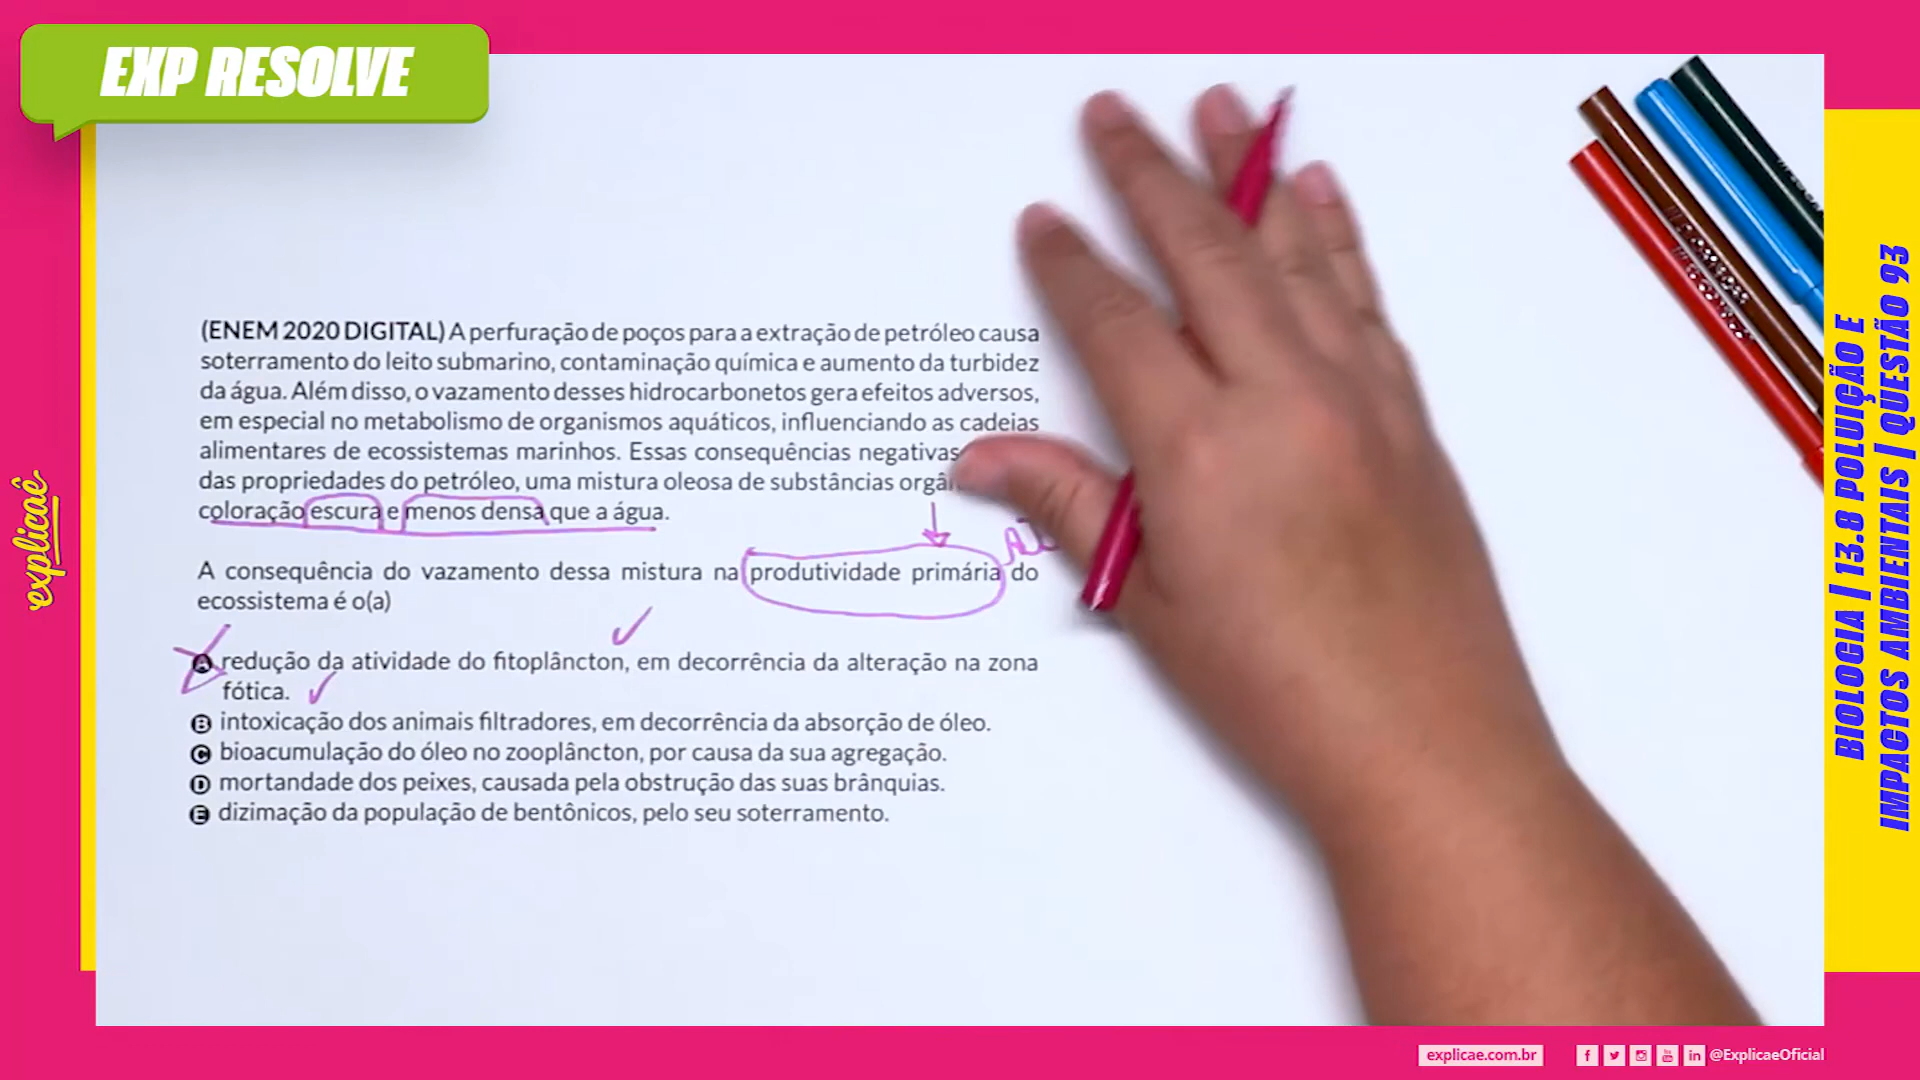 EXP RESOLVE
(ENEM 2020 DIGITAL) A perfuração de poços para a extração de petróleo causa
soterramento do leito submarino, contaminação química e aumento da turbidez
da água. Além disso, o vazamento desses hidrocarbonetos gera efeitos adversos,
em especial no metabolismo de organismos aquáticos, influenciando as cadeias
alimentares de ecossistemas marinhos. Essas consequências negativas
das propriedades do petróleo, uma mistura oleosa de substâncias
coloração escura e menos densa que a água.
A consequência do vazamento dessa mistura na produtividade primária do
ecossistema é o(a)
A redução da atividade do fitoplâncton, em decorrência da alteração na zona
fótica.
B intoxicação dos animais filtradores, em decorrência da absorção de óleo.
C bioacumulação do óleo no zooplâncton, por causa da sua agregação.
D mortandade dos peixes, causada pela obstrução das suas brânquias.
E dizimação da população de bentônicos, pelo seu soterramento.
explicaê
BIOLOGIA | 13.8 POLUIÇÃO E
IMPACTOS AMBIENTAIS | QUESTÃO 93
explicae.com.br
@ExplicaeOficial